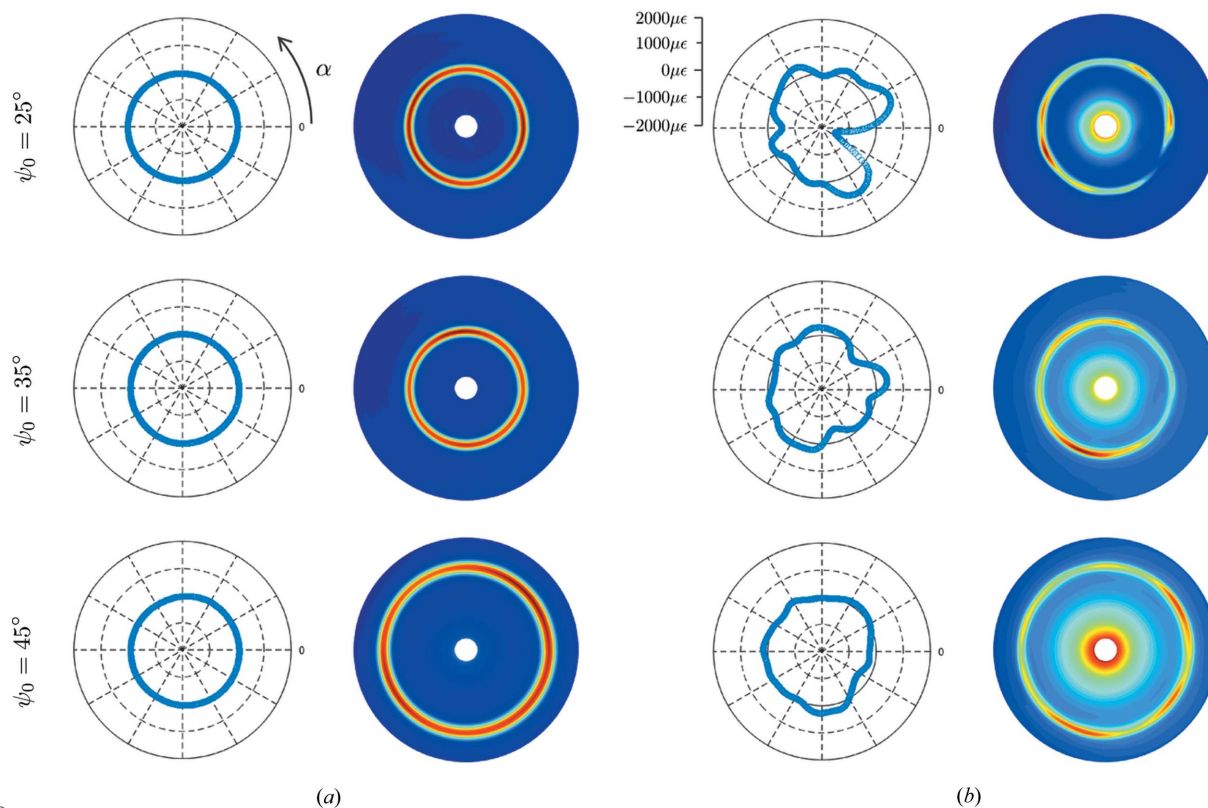 2000με
1000με
0με
−1000με
−2000με
α
ψ₀ = 25°
0
0
ψ₀ = 35°
0
0
ψ₀ = 45°
0
0
(a)
(b)